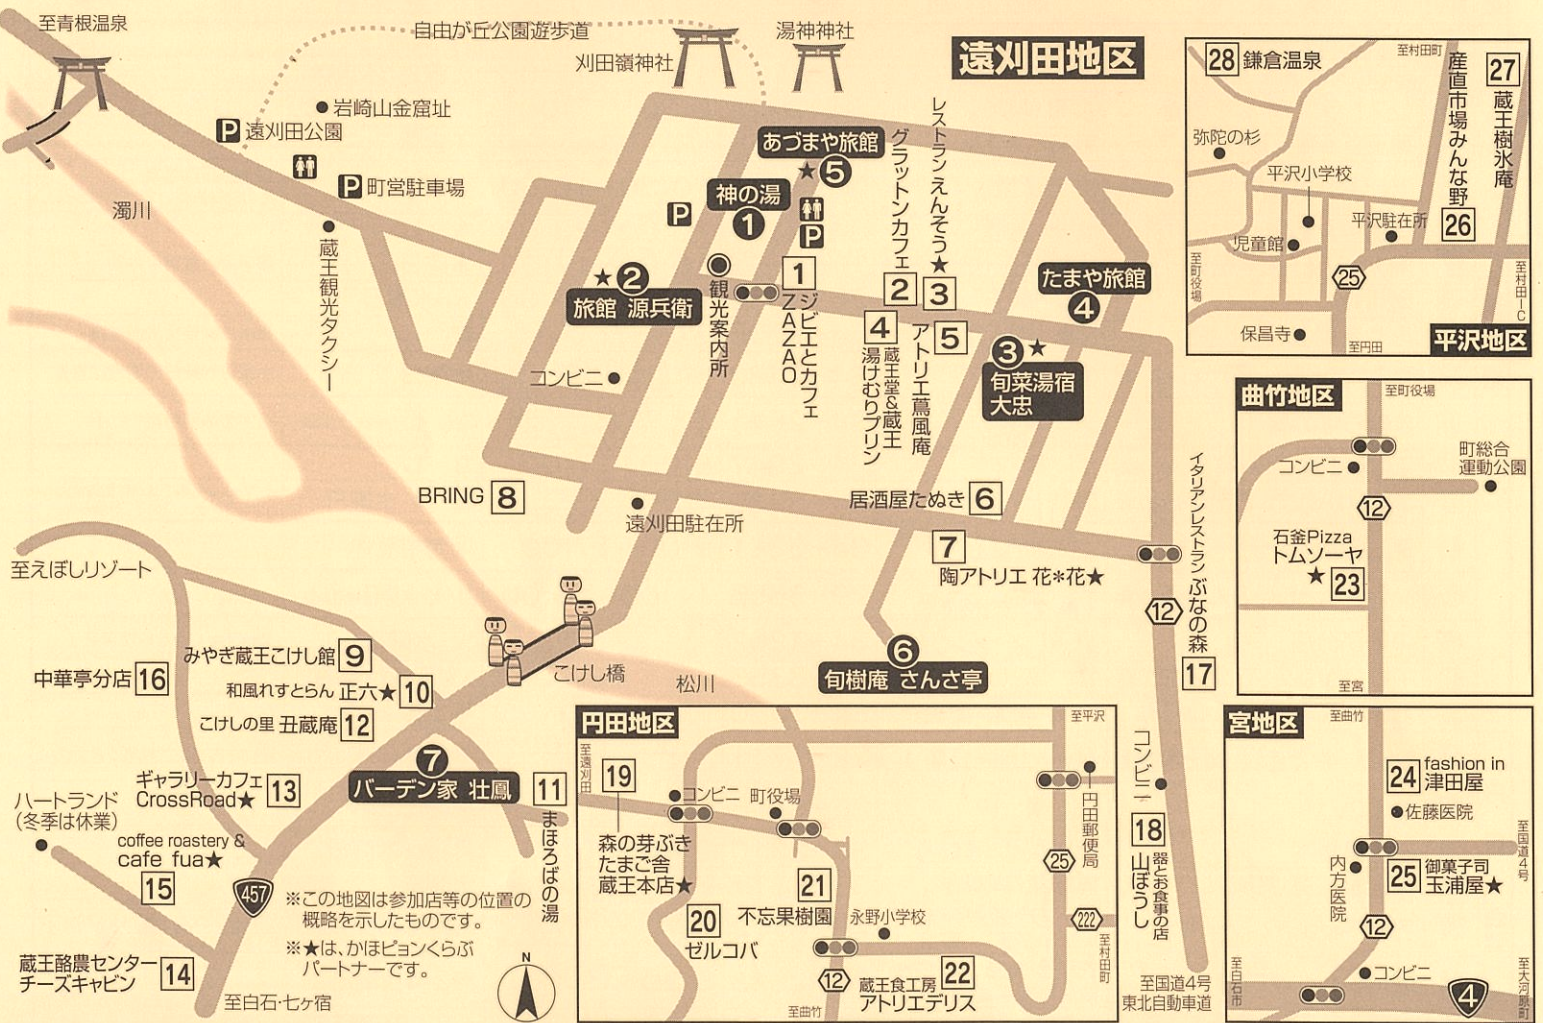 至青根温泉
自由が丘公園遊歩道
刈田嶺神社
湯神神社
遠刈田地区
岩崎山金窟址
P 遠刈田公園
P 町営駐車場
濁川
蔵王観光タクシー
あづまや旅館
★5
神の湯
1
P
P
★2
旅館 源兵衛
観光案内所
1
ジビエとカフェ
ZAZAO
グラットンカフェ
2
レストラン えんそう★
3
4
蔵王堂&蔵王
湯けむりプリン
5
アトリエ蔦風庵
たまや旅館
4
3★
旬菜湯宿
大忠
コンビニ
BRING 8
遠刈田駐在所
居酒屋たぬき 6
7
陶アトリエ 花*花★
12
イタリアンレストラン ぶなの森
17
至えぼしリゾート
みやぎ蔵王こけし館 9
中華亭分店 16
和風れすとらん 正六★ 10
こけしの里 丑蔵庵 12
こけし橋
松川
6
旬樹庵 さんさ亭
7
バーデン家 壮鳳
11
まほろばの湯
ギャラリーカフェ
CrossRoad★ 13
ハートランド
(冬季は休業)
coffee roastery &
cafe fua★
15
457
蔵王酪農センター
チーズキャビン 14
至白石・七ヶ宿
※この地図は参加店等の位置の
概略を示したものです。
※★は、かほピョンくらぶ
パートナーです。
N
コンビニ
18
器とお食事の店
山ぼうし
至国道4号
東北自動車道
円田地区
至遠刈田
19
森の芽ぶき
たまご舎
蔵王本店★
コンビニ
町役場
至平沢
円田郵便局
25
222
至村田町
20
ゼルコバ
21
不忘果樹園
永野小学校
12
22
蔵王食工房
アトリエデリス
至曲竹
28 鎌倉温泉
至村田町
27
蔵王樹氷庵
産直市場みんな野
26
弥陀の杉
平沢小学校
平沢駐在所
児童館
25
至町役場
至村田IC
保昌寺
至円田
平沢地区
曲竹地区
至町役場
コンビニ
町総合
運動公園
12
石釜Pizza
トムソーヤ
★ 23
至宮
宮地区
至曲竹
24
fashion in
津田屋
佐藤医院
至国道4号
内方医院
25
御菓子司
玉浦屋★
12
コンビニ
至白石市
4
至大河原町